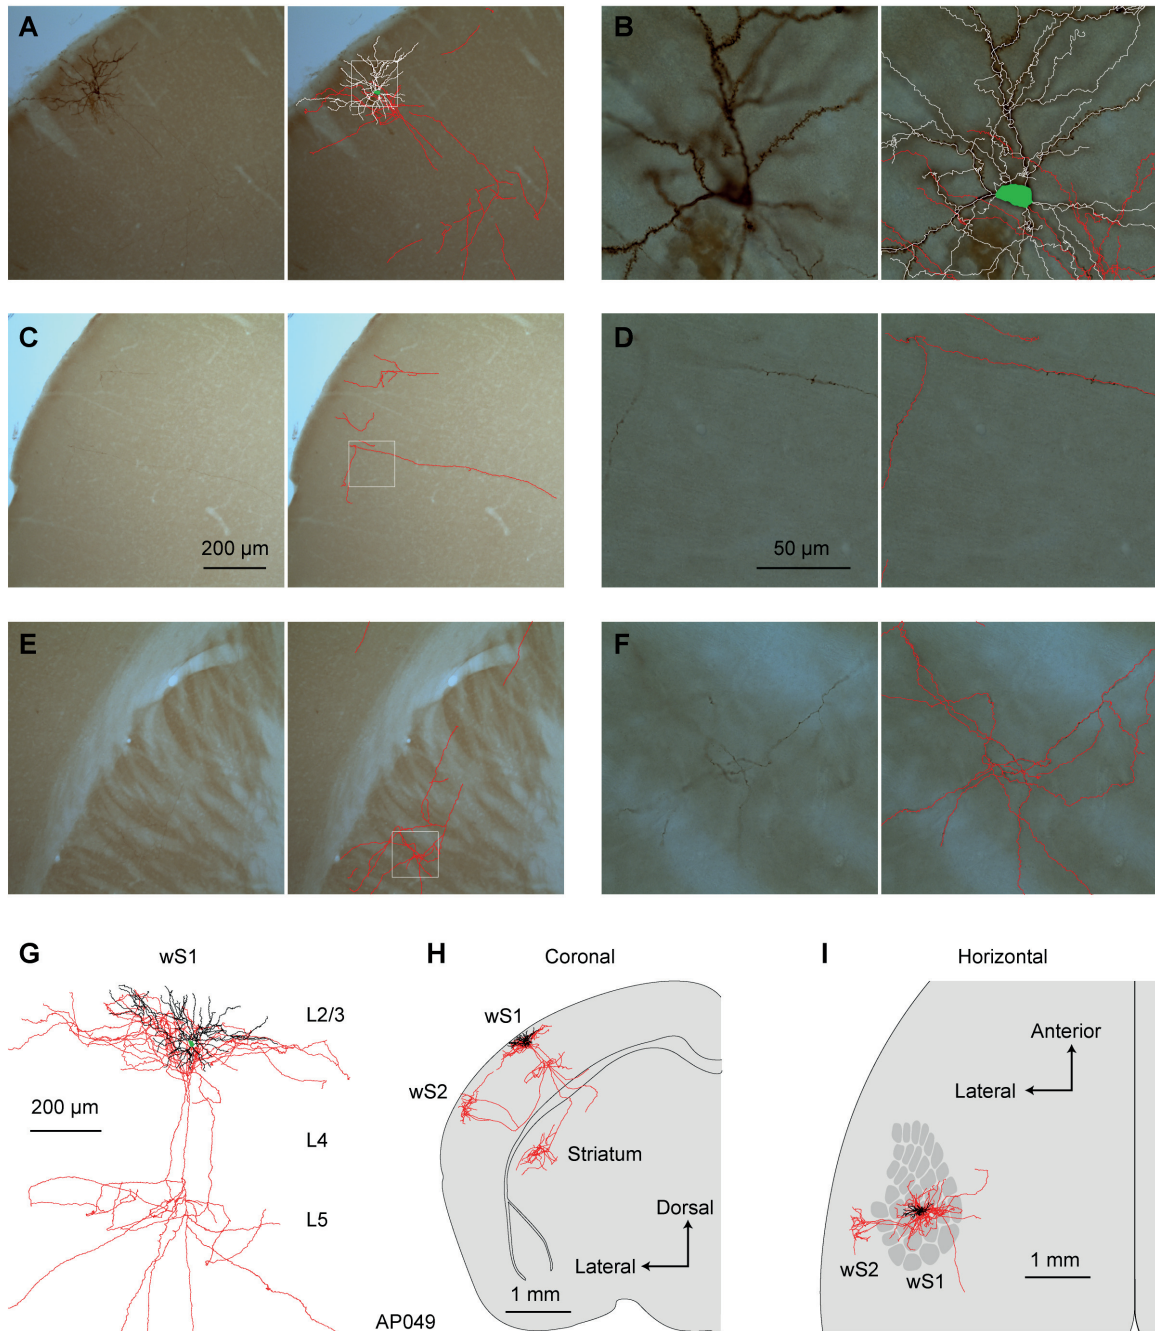 A
B
C
200 µm
D
50 µm
E
F
G
wS1
L2/3
200 µm
L4
L5
H
Coronal
wS1
wS2
Striatum
Dorsal
Lateral
1 mm
AP049
I
Horizontal
Anterior
Lateral
wS2
wS1
1 mm